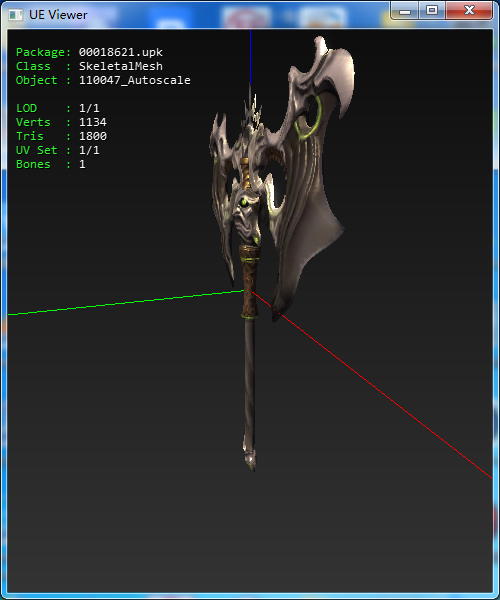 UE Viewer
Package: 00018621.upk
Class : SkeletalMesh
Object : 110047_Autoscale
LOD : 1/1
Verts : 1134
Tris : 1800
UV Set : 1/1
Bones : 1